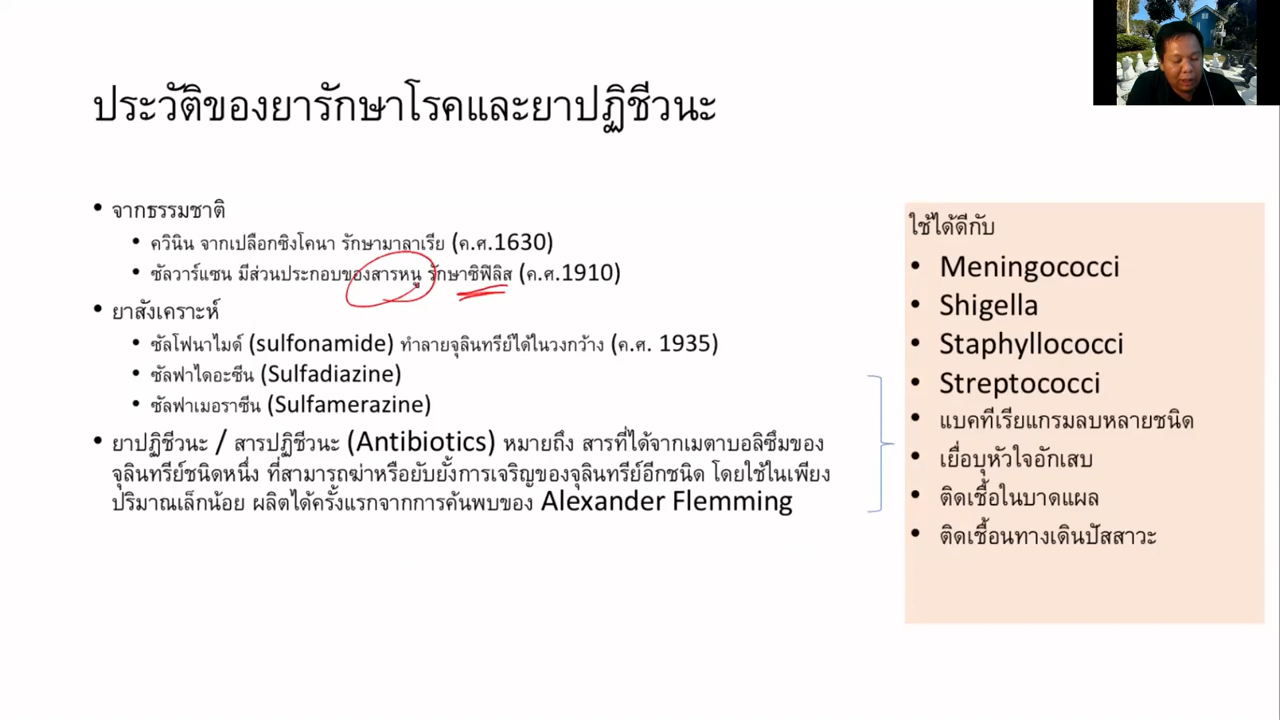 ประวัติของยารักษาโรคและยาปฏิชีวนะ
• จากธรรมชาติ
• ควินิน จากเปลือกซิงโคนา รักษามาลาเรีย (ค.ศ.1630)
• ซัลวาร์แซน มีส่วนประกอบของสารหนู รักษาซิฟิลิส (ค.ศ.1910)
• ยาสังเคราะห์
• ซัลโฟนาไมด์ (sulfonamide) ทำลายจุลินทรีย์ได้ในวงกว้าง (ค.ศ. 1935)
• ซัลฟาไดอะซีน (Sulfadiazine)
• ซัลฟาเมอราซีน (Sulfamerazine)
• ยาปฏิชีวนะ / สารปฏิชีวนะ (Antibiotics) หมายถึง สารที่ได้จากเมตาบอลิซึมของ
จุลินทรีย์ชนิดหนึ่ง ที่สามารถฆ่าหรือยับยั้งการเจริญของจุลินทรีย์อีกชนิด โดยใช้ในเพียง
ปริมาณเล็กน้อย ผลิตได้ครั้งแรกจากการค้นพบของ Alexander Flemming
ใช้ได้ดีกับ
• Meningococci
• Shigella
• Staphyllococci
• Streptococci
• แบคทีเรียแกรมลบหลายชนิด
• เยื่อบุหัวใจอักเสบ
• ติดเชื้อในบาดแผล
• ติดเชื้อนทางเดินปัสสาวะ